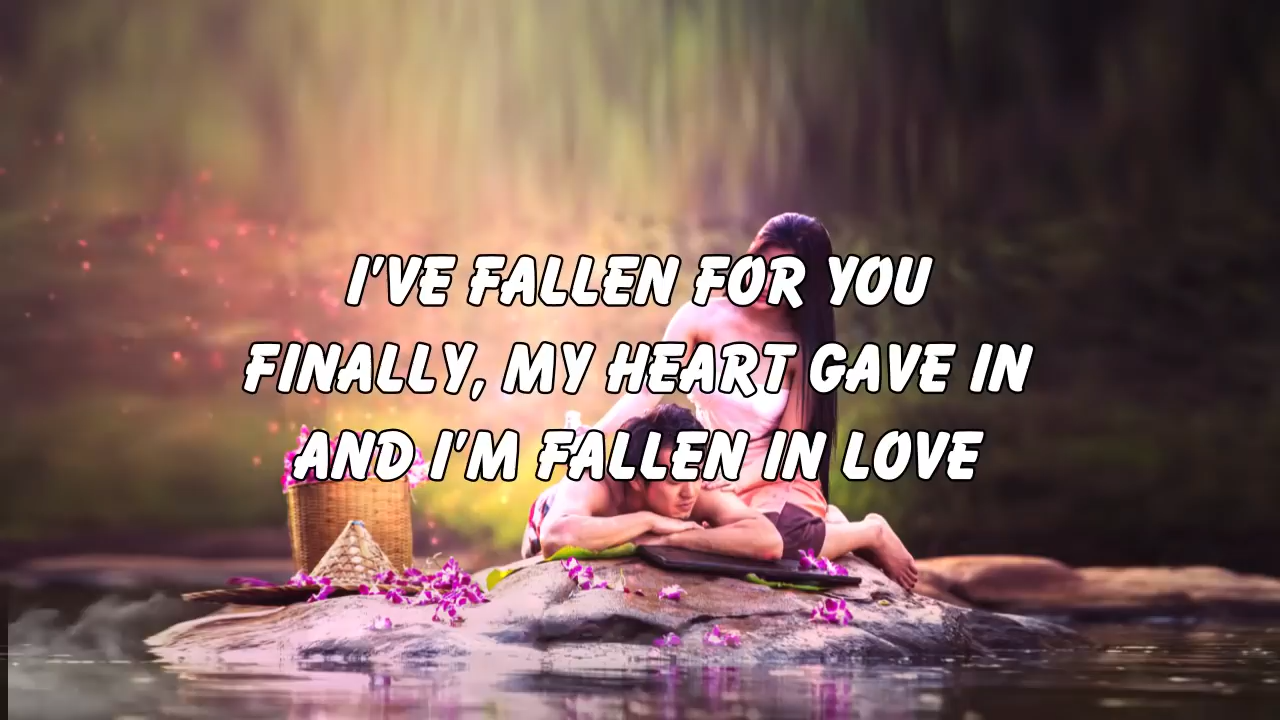 I'VE FALLEN FOR YOU
FINALLY, MY HEART GAVE IN
AND I'M FALLEN IN LOVE